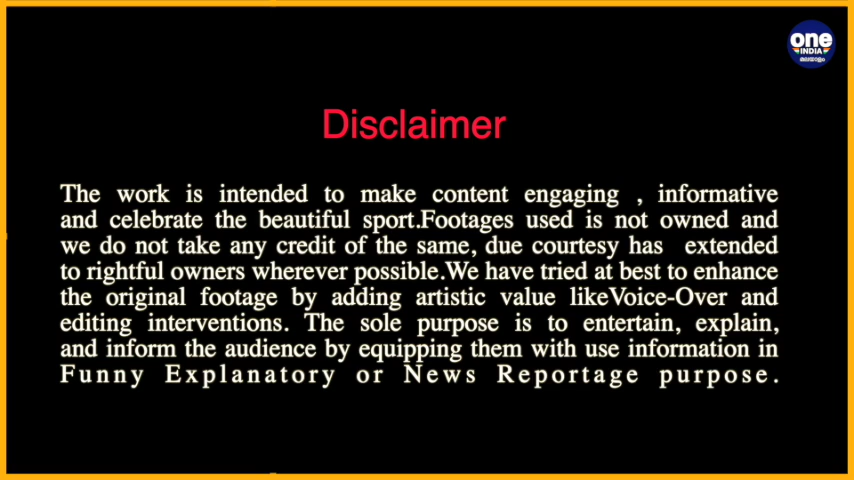 one
INDIA
മലയാളം
Disclaimer
The work is intended to make content engaging , informative
and celebrate the beautiful sport.Footages used is not owned and
we do not take any credit of the same, due courtesy has extended
to rightful owners wherever possible.We have tried at best to enhance
the original footage by adding artistic value likeVoice-Over and
editing interventions. The sole purpose is to entertain, explain,
and inform the audience by equipping them with use information in
Funny Explanatory or News Reportage purpose.